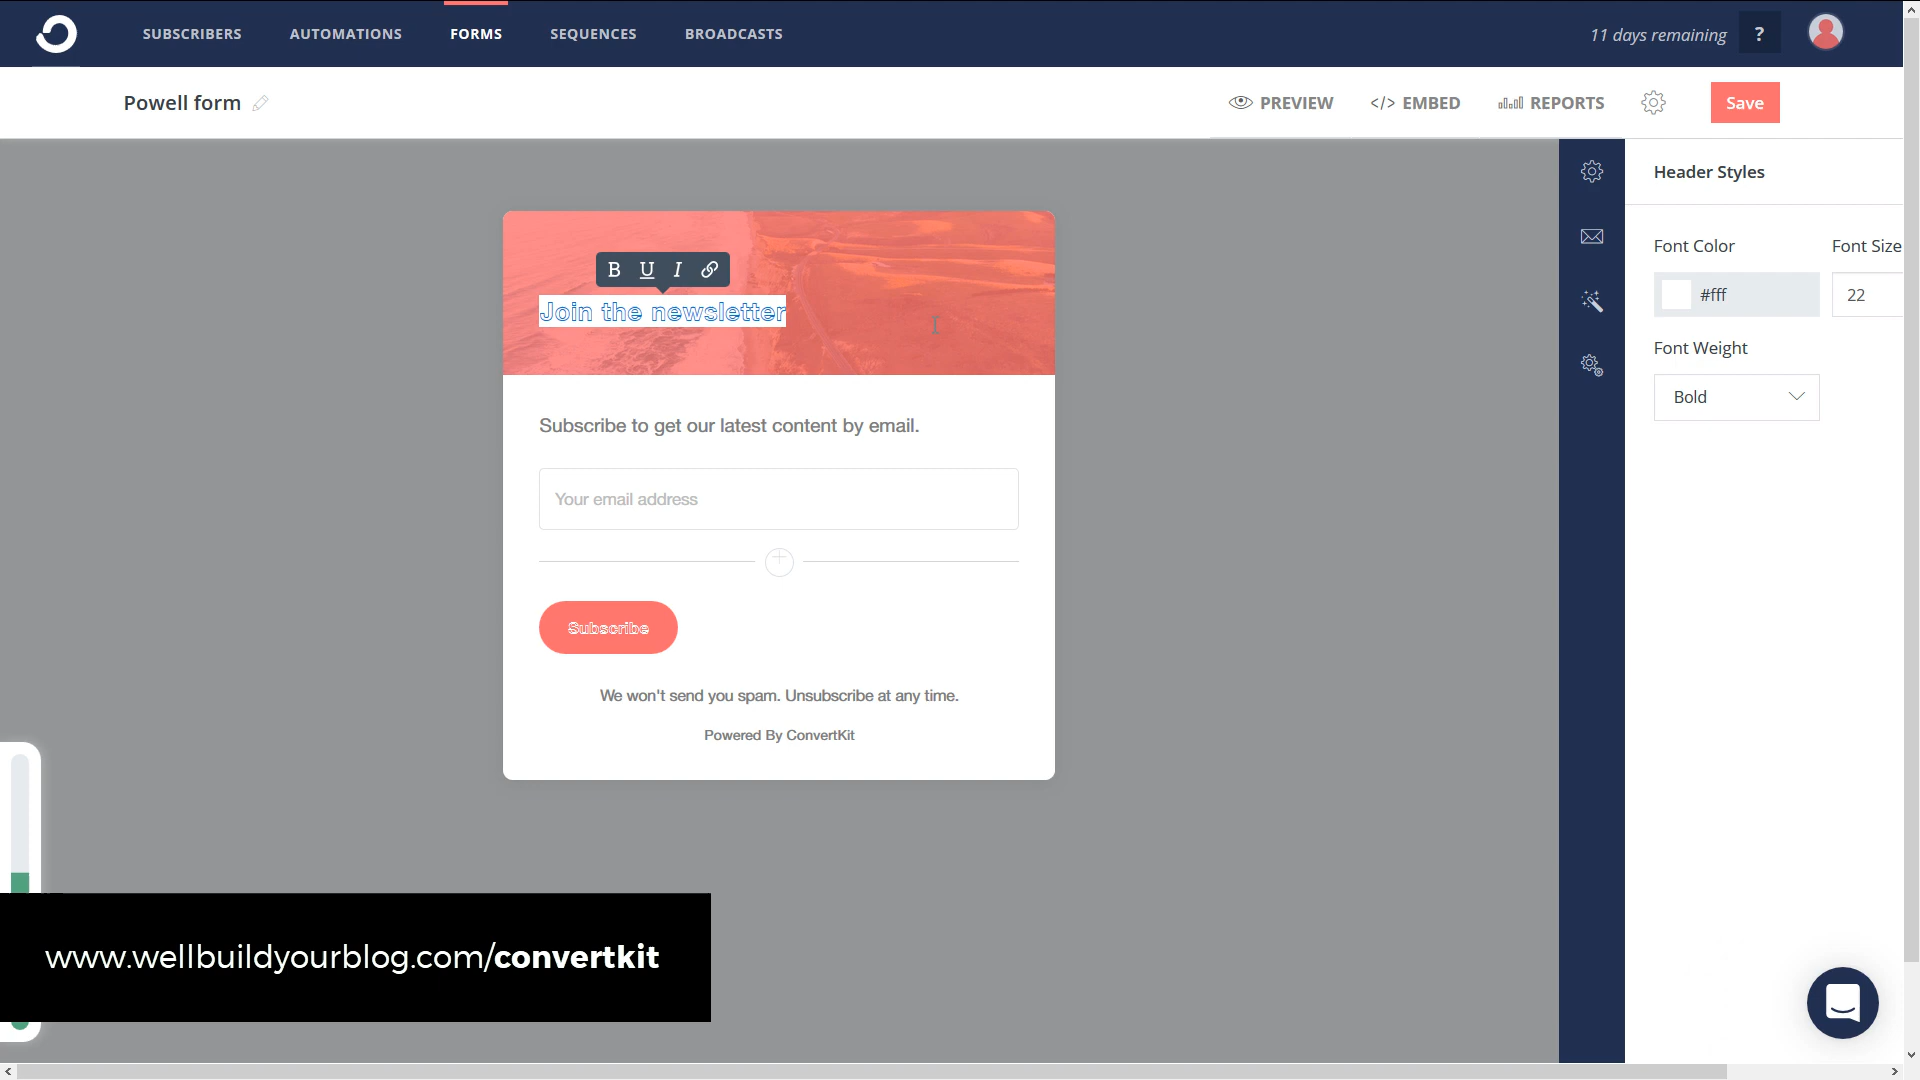 SUBSCRIBERS AUTOMATIONS FORMS SEQUENCES BROADCASTS 11 days remaining ?
Powell form PREVIEW </> EMBED REPORTS Save
Header Styles
Font Color Font Size
#fff 22
Font Weight
Bold
B U I
Join the newsletter
Subscribe to get our latest content by email.
Your email address
+
Subscribe
We won't send you spam. Unsubscribe at any time.
Powered By ConvertKit
www.wellbuildyourblog.com/convertkit